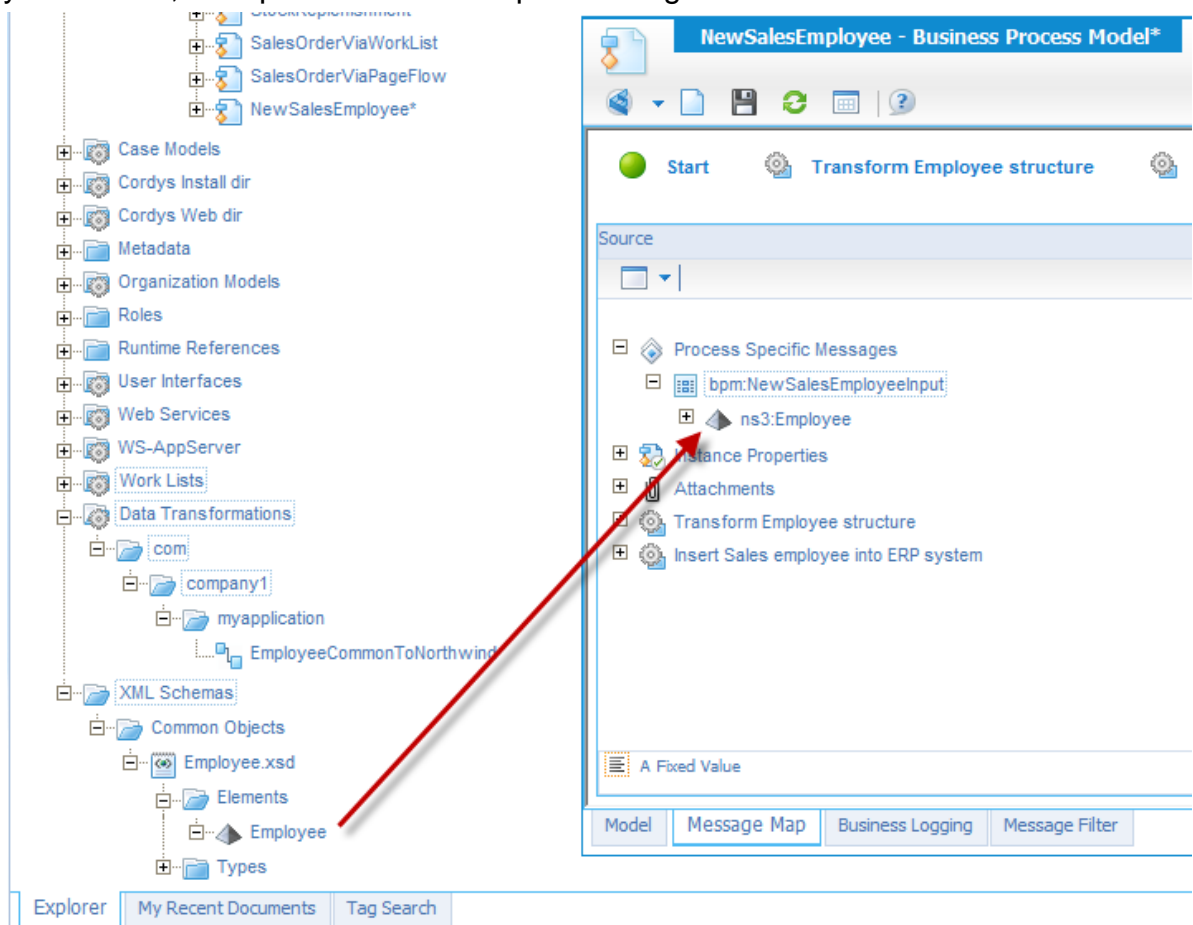 StockReplenishment
SalesOrderViaWorkList
SalesOrderViaPageFlow
NewSalesEmployee*
Case Models
Cordys Install dir
Cordys Web dir
Metadata
Organization Models
Roles
Runtime References
User Interfaces
Web Services
WS-AppServer
Work Lists
Data Transformations
com
company1
myapplication
EmployeeCommonToNorthwind
XML Schemas
Common Objects
Employee.xsd
Elements
Employee
Types
Explorer
My Recent Documents
Tag Search
NewSalesEmployee - Business Process Model*
Start
Transform Employee structure
Source
Process Specific Messages
bpm:NewSalesEmployeeInput
ns3:Employee
Instance Properties
Attachments
Transform Employee structure
Insert Sales employee into ERP system
A Fixed Value
Model
Message Map
Business Logging
Message Filter